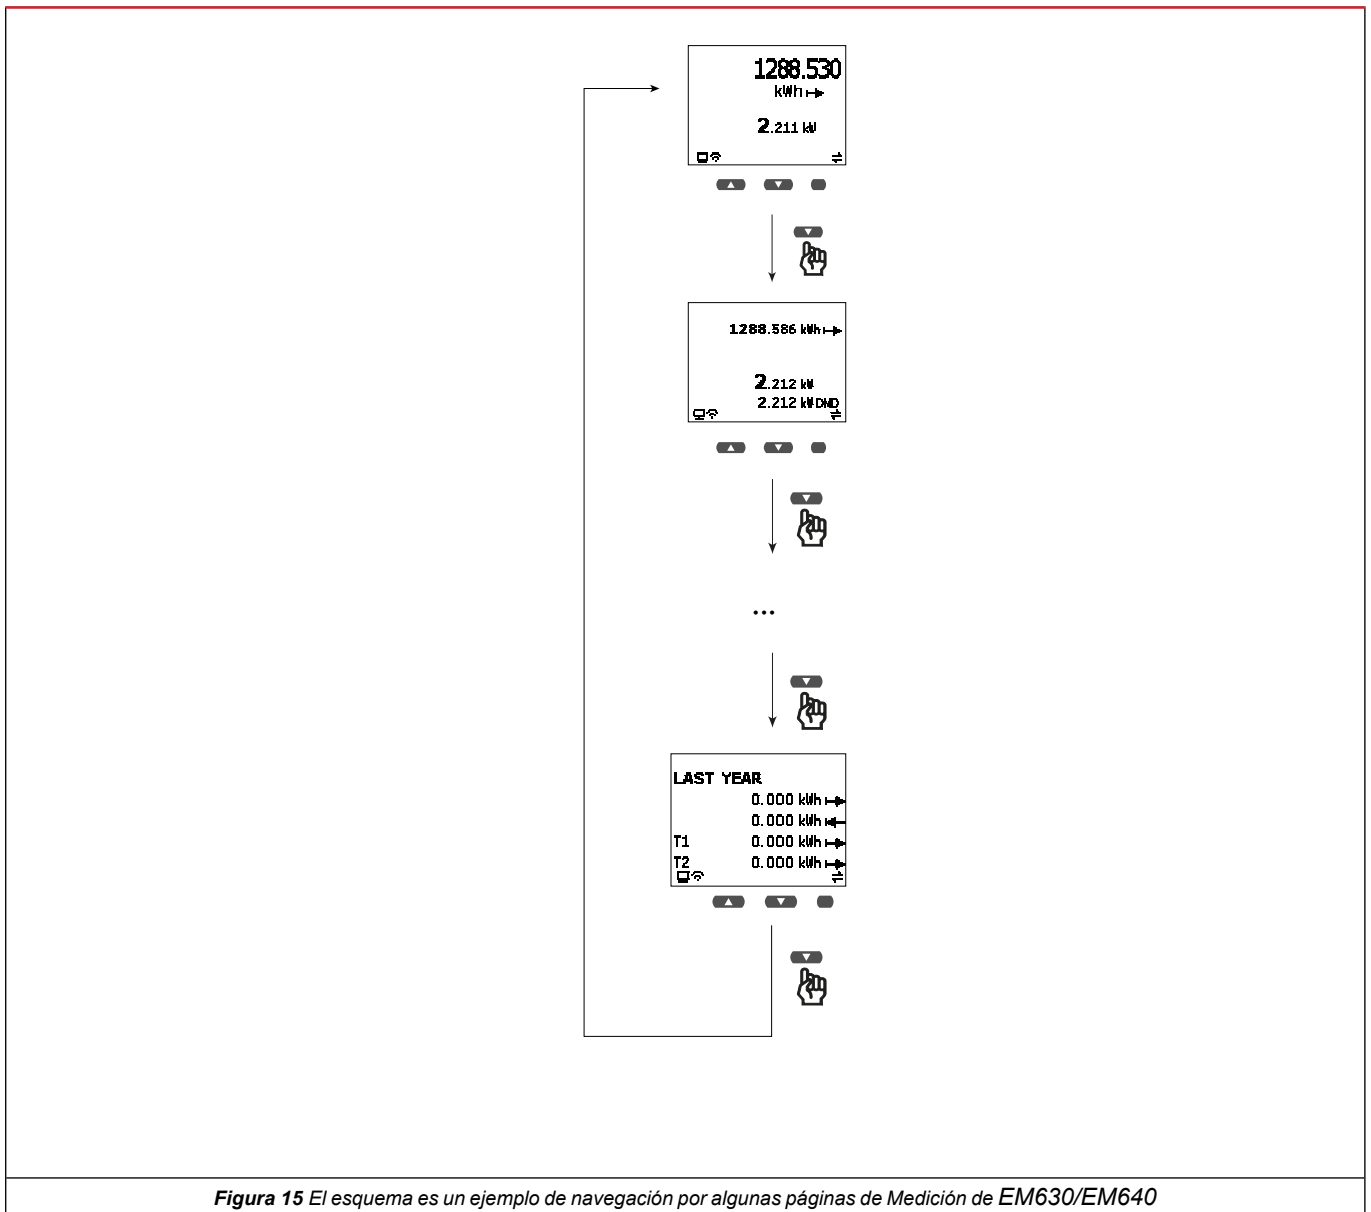 1288.530
kWh
2.211 kW
1288.586 kWh
2.212 kW
2.212 kW DMD
...
LAST YEAR
0.000 kWh
0.000 kWh
T1 0.000 kWh
T2 0.000 kWh
Figura 15 El esquema es un ejemplo de navegación por algunas páginas de Medición de EM630/EM640